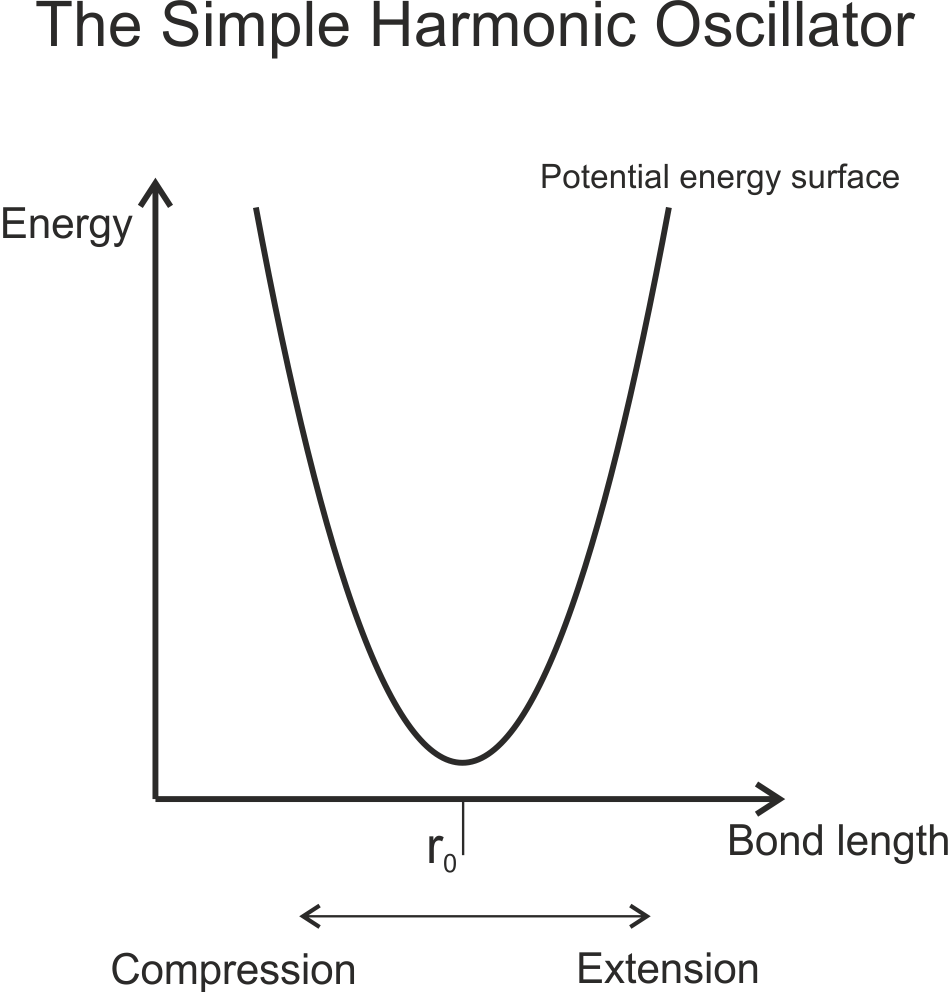 The Simple Harmonic Oscillator
Potential energy surface
Energy
Bond length
r₀
Compression
Extension